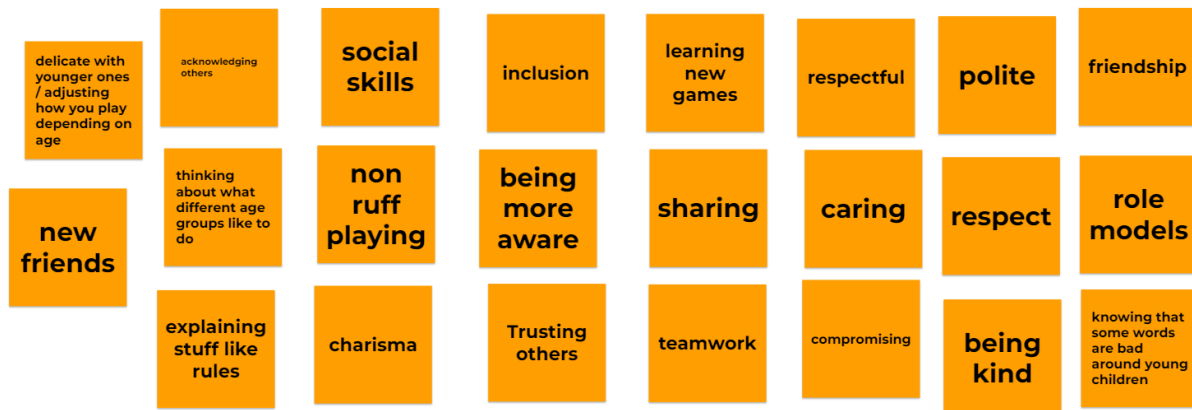 delicate with
younger ones
/ adjusting
how you play
depending on
age
acknowledging
others
social
skills
inclusion
learning
new
games
respectful
polite
friendship
new
friends
thinking
about what
different age
groups like to
do
non
ruff
playing
being
more
aware
sharing
caring
respect
role
models
explaining
stuff like
rules
charisma
Trusting
others
teamwork
compromising
being
kind
knowing that
some words
are bad
around young
children